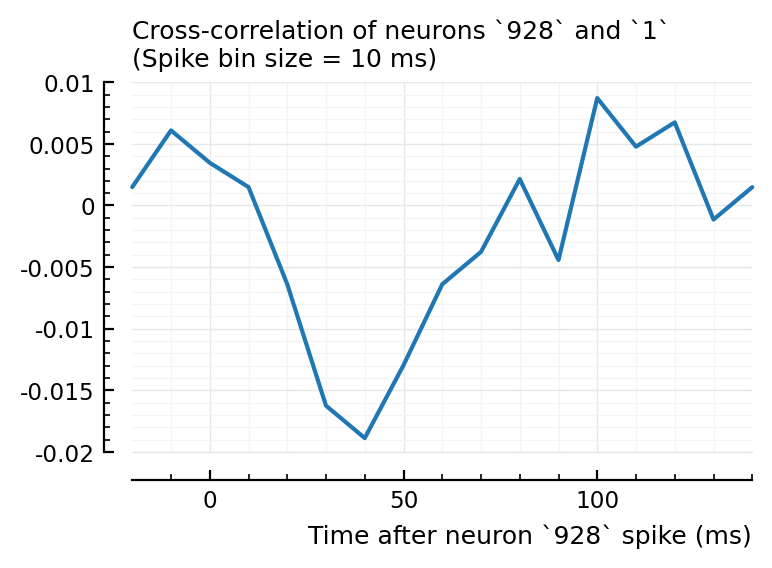 Cross-correlation of neurons `928` and `1`
(Spike bin size = 10 ms)
0.01
0.005
0
-0.005
-0.01
-0.015
-0.02
0 50 100
Time after neuron `928` spike (ms)